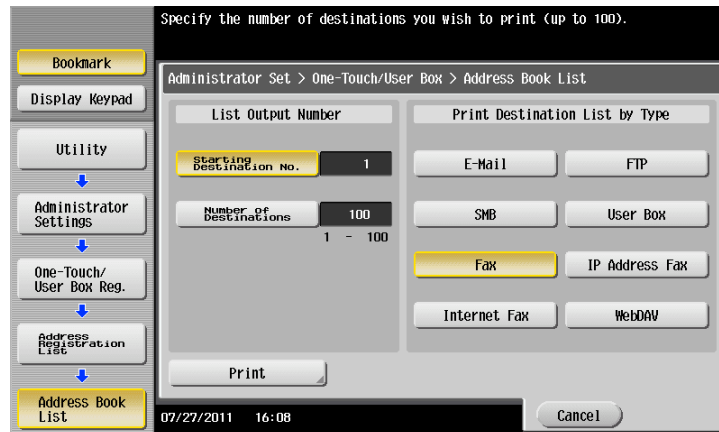 Specify the number of destinations you wish to print (up to 100).
Bookmark
Display Keypad
Utility
Administrator
Settings
One-Touch/
User Box Reg.
Address
Registration
List
Address Book
List
Administrator Set > One-Touch/User Box > Address Book List
List Output Number
Starting
Destination No.
1
Number of
Destinations
100
1 - 100
Print Destination List by Type
E-Mail
FTP
SMB
User Box
Fax
IP Address Fax
Internet Fax
WebDAV
Print
07/27/2011 16:08
Cancel